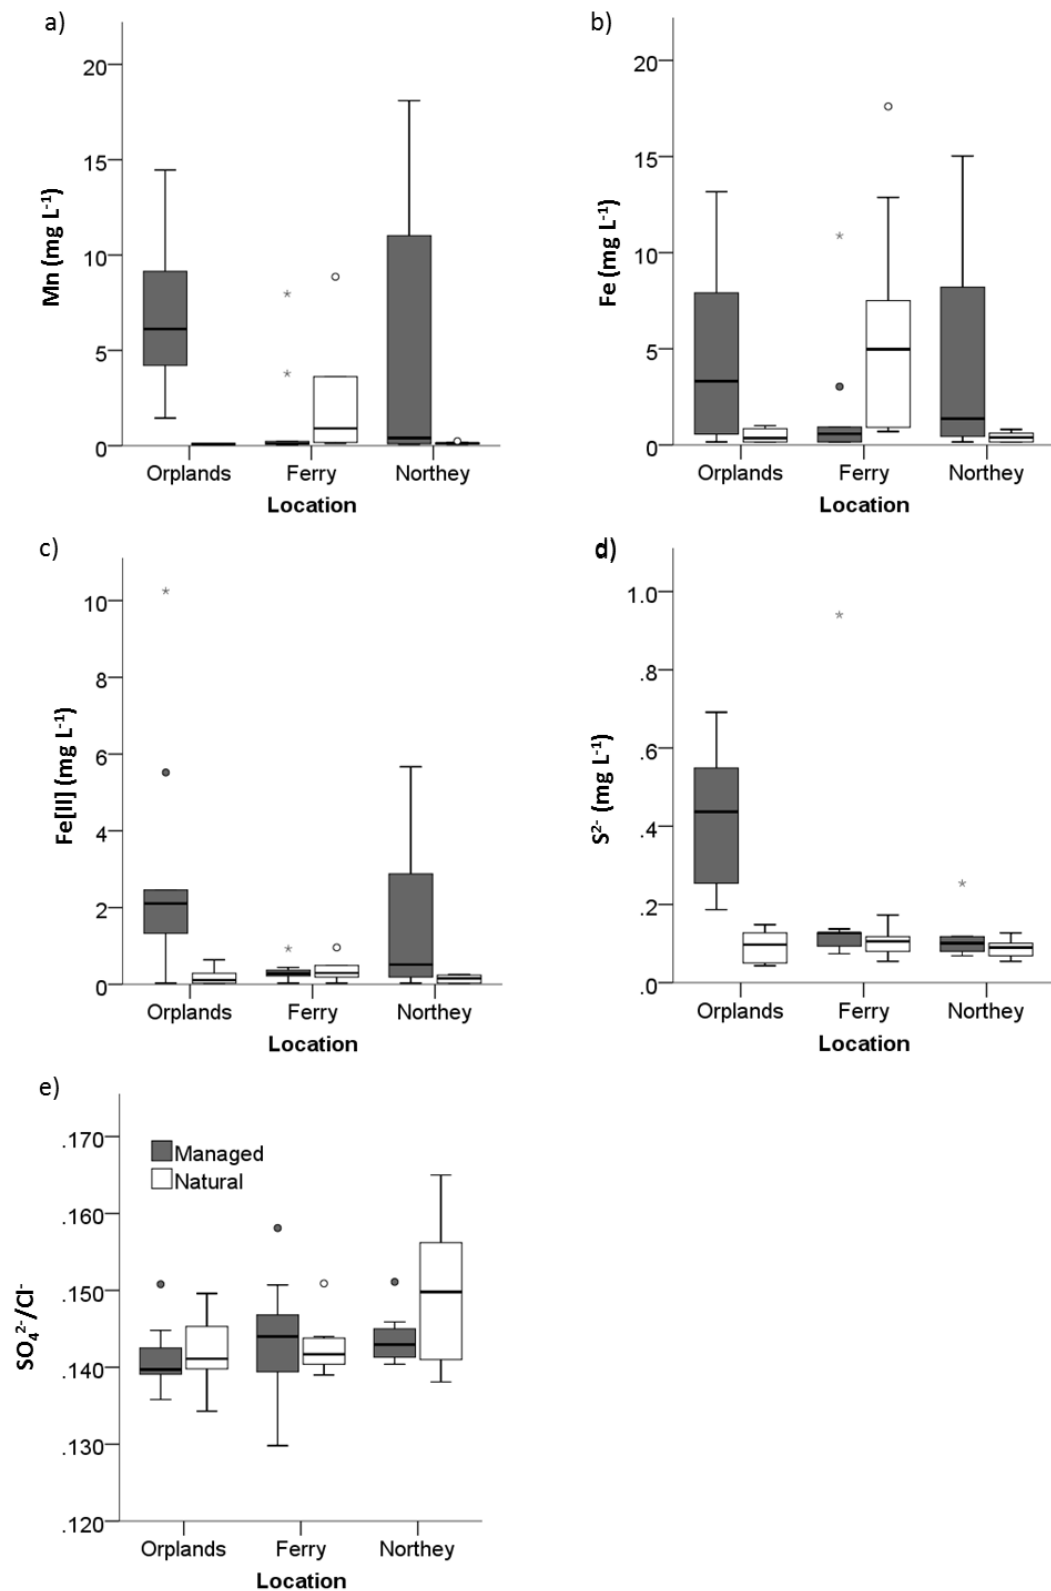 a)
Mn (mg L⁻¹)
20
15
10
5
0
Orplands Ferry Northey
Location
b)
Fe (mg L⁻¹)
20
15
10
5
0
Orplands Ferry Northey
Location
c)
Fe[II] (mg L⁻¹)
10
8
6
4
2
0
Orplands Ferry Northey
Location
d)
S²⁻ (mg L⁻¹)
1.0
.8
.6
.4
.2
.0
Orplands Ferry Northey
Location
e)
SO₄²⁻/Cl⁻
.170
.160
.150
.140
.130
.120
Managed
Natural
Orplands Ferry Northey
Location